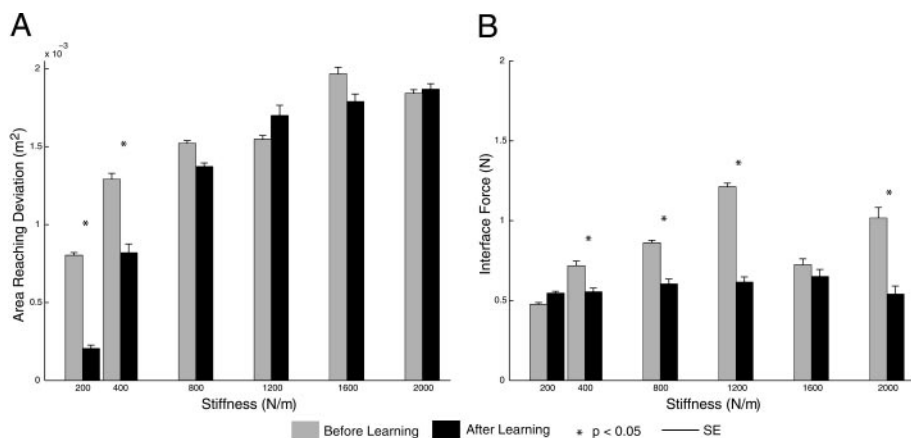 A
x 10⁻³
2
1.5
1
0.5
0
Area Reaching Deviation (m²)
*
*
200 400 800 1200 1600 2000
Stiffness (N/m)
B
2
1.5
1
0.5
0
Interface Force (N)
*
*
*
*
200 400 800 1200 1600 2000
Stiffness (N/m)
Before Learning After Learning * p < 0.05 SE